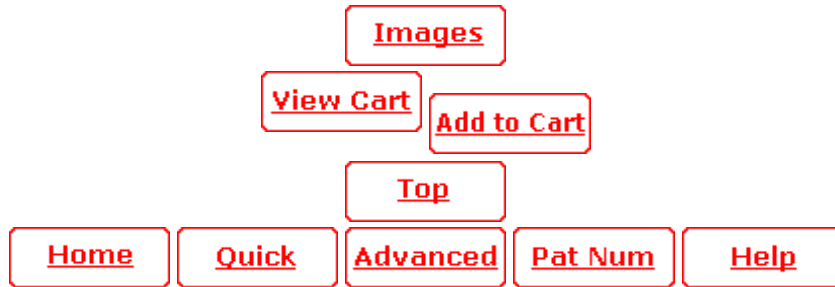 Images
View Cart
Add to Cart
Top
Home Quick Advanced Pat Num Help